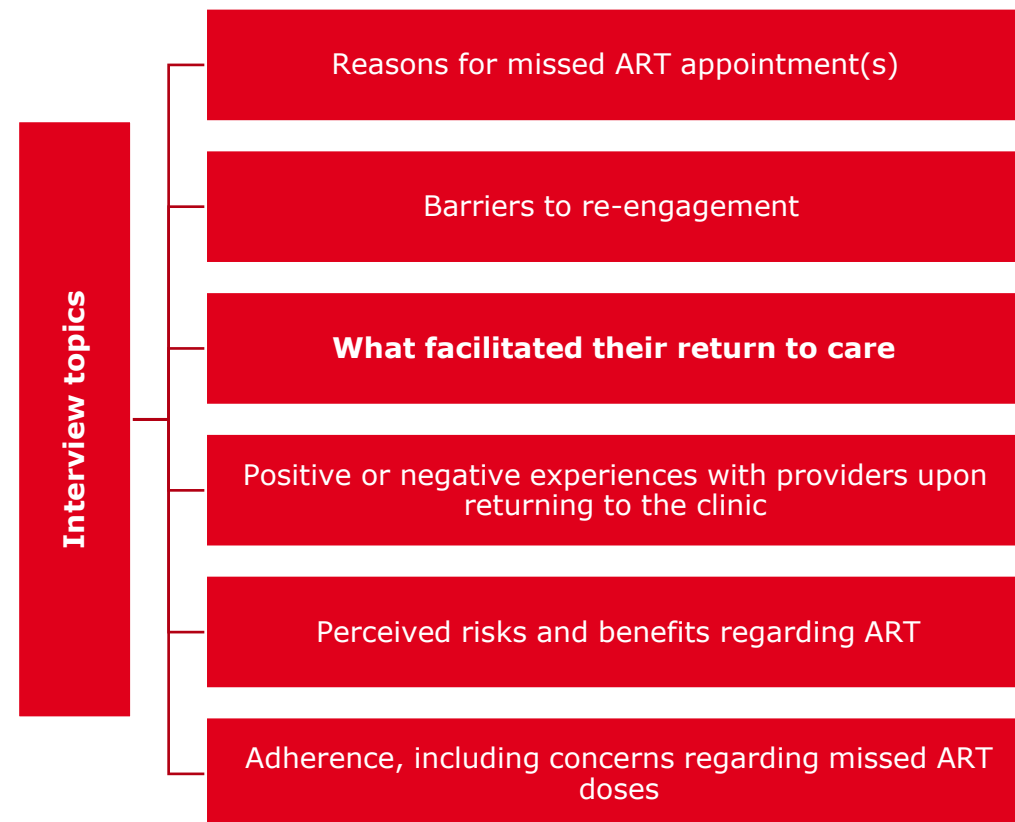 Interview topics
Reasons for missed ART appointment(s)
Barriers to re-engagement
What facilitated their return to care
Positive or negative experiences with providers upon
returning to the clinic
Perceived risks and benefits regarding ART
Adherence, including concerns regarding missed ART
doses